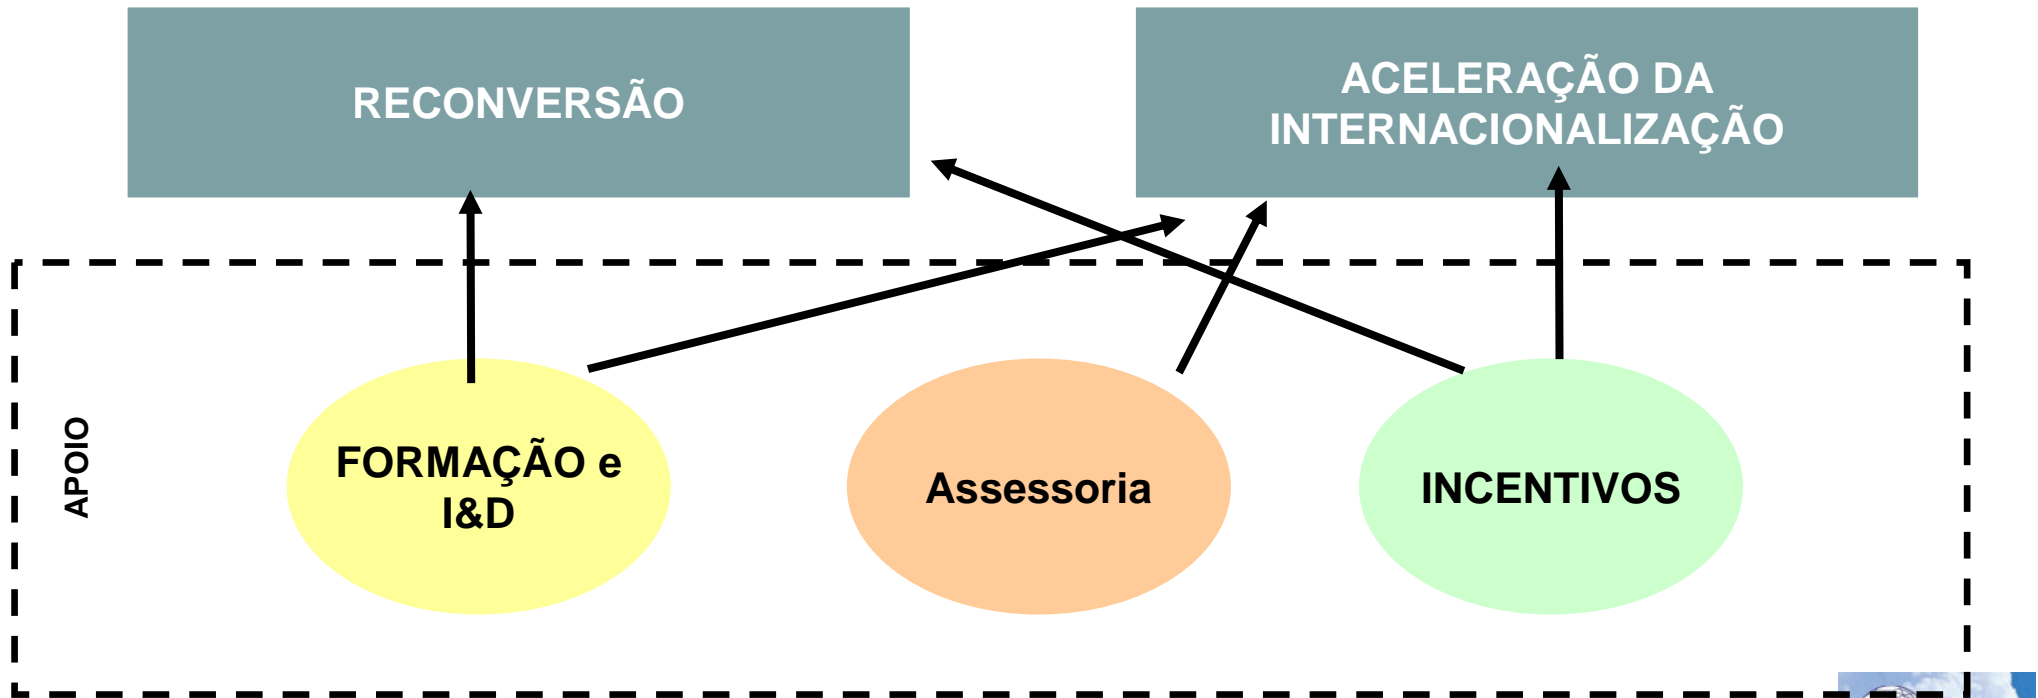 RECONVERSÃO
ACELERAÇÃO DA
INTERNACIONALIZAÇÃO
APOIO
FORMAÇÃO e
I&D
Assessoria
INCENTIVOS